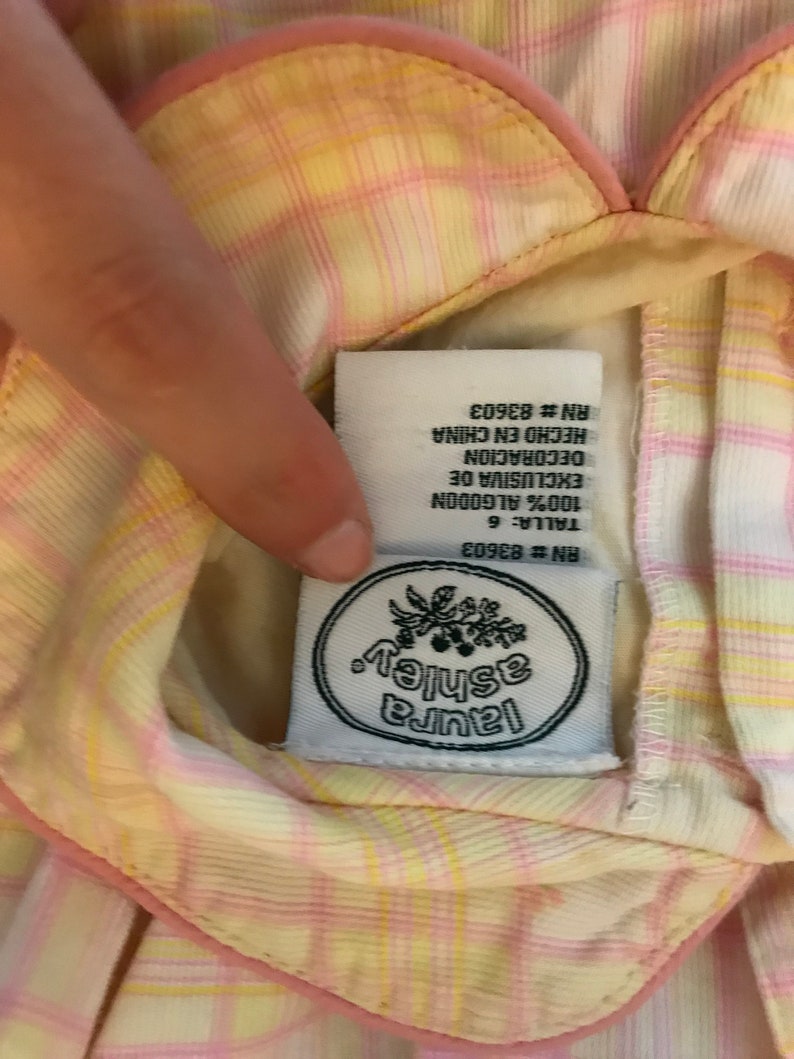 laura
ashley®
RN # 83603
TALLA: 6
100% ALGODON
EXCLUSIVA DE
DECORACION
HECHO EN CHINA
RN # 83603